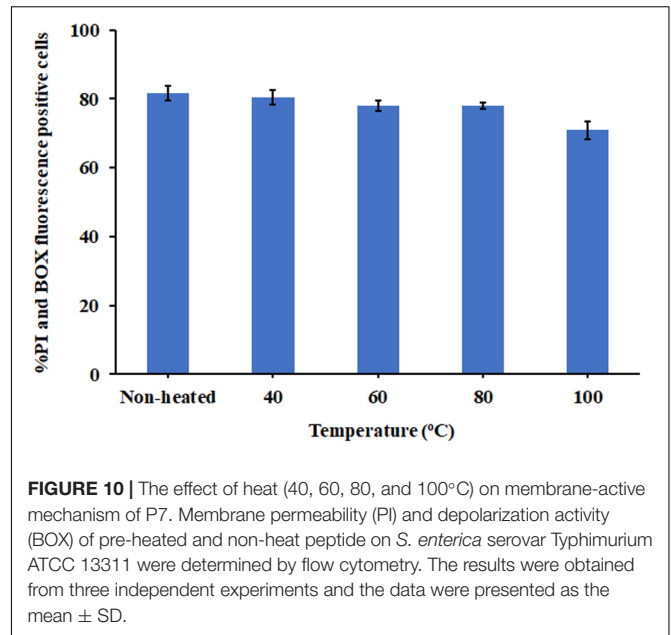 100
80
60
40
20
0
%PI and BOX fluorescence positive cells
Non-heated 40 60 80 100
Temperature (°C)
FIGURE 10 | The effect of heat (40, 60, 80, and 100°C) on membrane-active
mechanism of P7. Membrane permeability (PI) and depolarization activity
(BOX) of pre-heated and non-heat peptide on S. enterica serovar Typhimurium
ATCC 13311 were determined by flow cytometry. The results were obtained
from three independent experiments and the data were presented as the
mean ± SD.